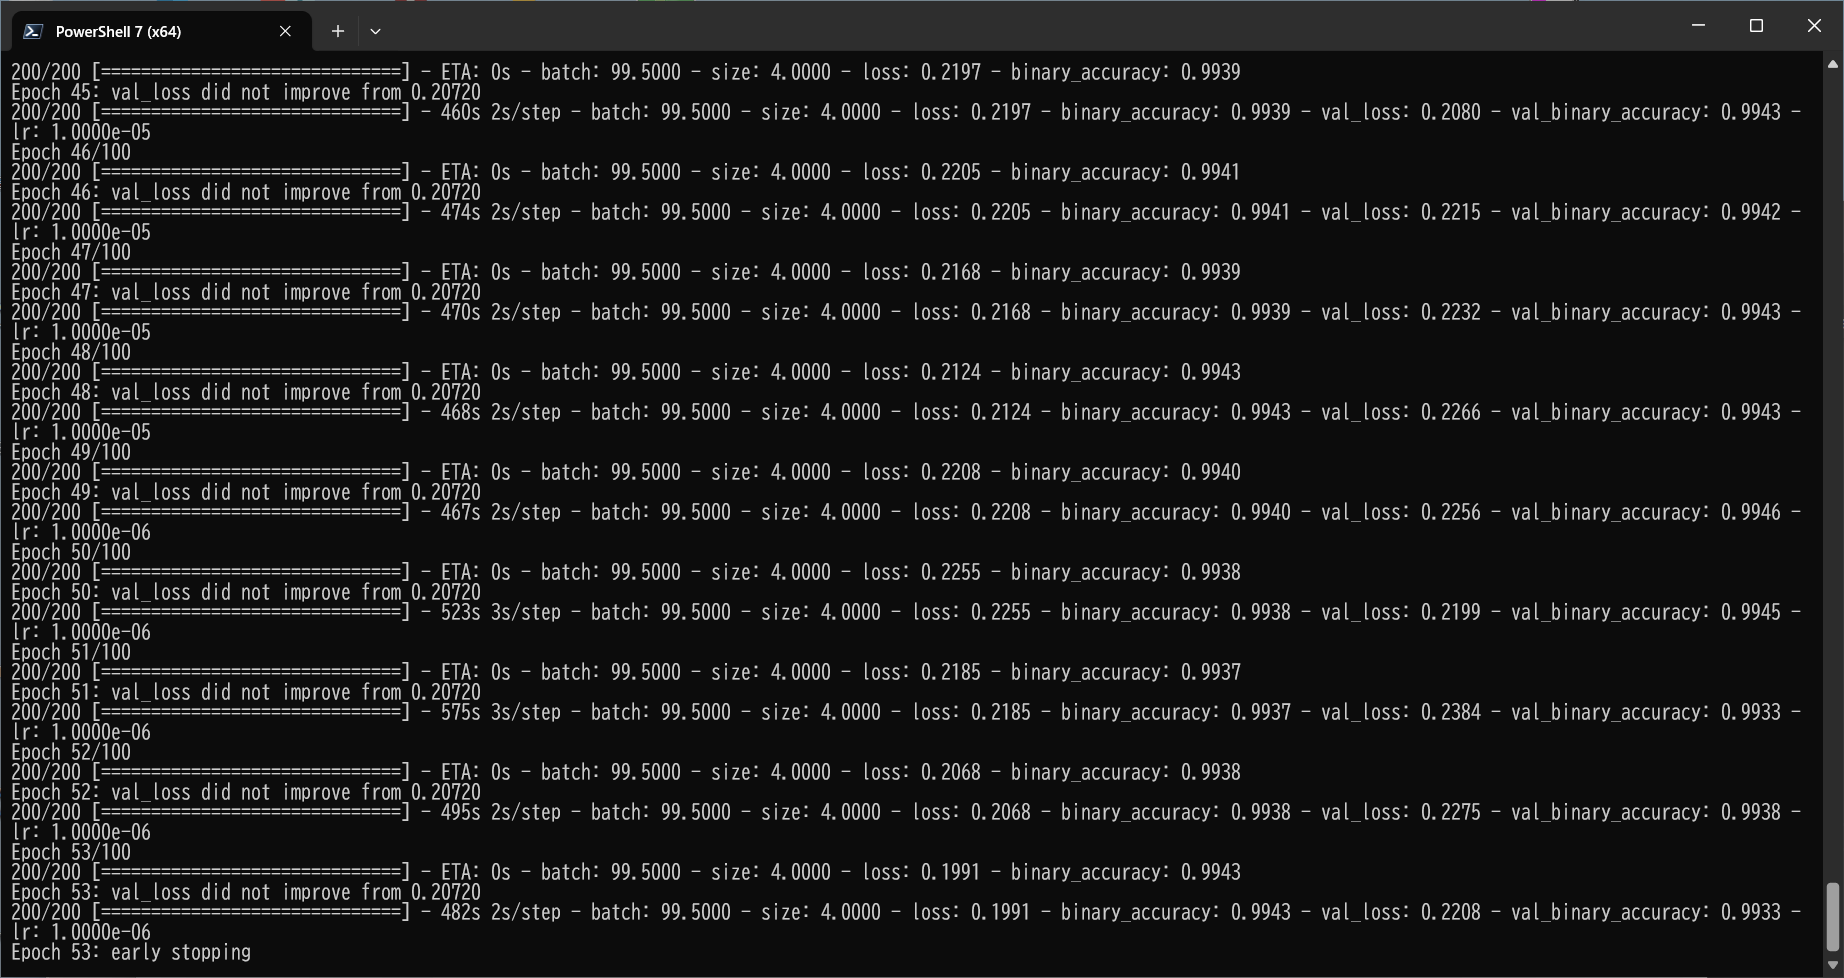 PowerShell 7 (x64)
200/200 [==============================] - ETA: 0s - batch: 99.5000 - size: 4.0000 - loss: 0.2197 - binary_accuracy: 0.9939
Epoch 45: val_loss did not improve from 0.20720
200/200 [==============================] - 460s 2s/step - batch: 99.5000 - size: 4.0000 - loss: 0.2197 - binary_accuracy: 0.9939 - val_loss: 0.2080 - val_binary_accuracy: 0.9943 -
lr: 1.0000e-05
Epoch 46/100
200/200 [==============================] - ETA: 0s - batch: 99.5000 - size: 4.0000 - loss: 0.2205 - binary_accuracy: 0.9941
Epoch 46: val_loss did not improve from 0.20720
200/200 [==============================] - 474s 2s/step - batch: 99.5000 - size: 4.0000 - loss: 0.2205 - binary_accuracy: 0.9941 - val_loss: 0.2215 - val_binary_accuracy: 0.9942 -
lr: 1.0000e-05
Epoch 47/100
200/200 [==============================] - ETA: 0s - batch: 99.5000 - size: 4.0000 - loss: 0.2168 - binary_accuracy: 0.9939
Epoch 47: val_loss did not improve from 0.20720
200/200 [==============================] - 470s 2s/step - batch: 99.5000 - size: 4.0000 - loss: 0.2168 - binary_accuracy: 0.9939 - val_loss: 0.2232 - val_binary_accuracy: 0.9943 -
lr: 1.0000e-05
Epoch 48/100
200/200 [==============================] - ETA: 0s - batch: 99.5000 - size: 4.0000 - loss: 0.2124 - binary_accuracy: 0.9943
Epoch 48: val_loss did not improve from 0.20720
200/200 [==============================] - 468s 2s/step - batch: 99.5000 - size: 4.0000 - loss: 0.2124 - binary_accuracy: 0.9943 - val_loss: 0.2266 - val_binary_accuracy: 0.9943 -
lr: 1.0000e-05
Epoch 49/100
200/200 [==============================] - ETA: 0s - batch: 99.5000 - size: 4.0000 - loss: 0.2208 - binary_accuracy: 0.9940
Epoch 49: val_loss did not improve from 0.20720
200/200 [==============================] - 467s 2s/step - batch: 99.5000 - size: 4.0000 - loss: 0.2208 - binary_accuracy: 0.9940 - val_loss: 0.2256 - val_binary_accuracy: 0.9946 -
lr: 1.0000e-06
Epoch 50/100
200/200 [==============================] - ETA: 0s - batch: 99.5000 - size: 4.0000 - loss: 0.2255 - binary_accuracy: 0.9938
Epoch 50: val_loss did not improve from 0.20720
200/200 [==============================] - 523s 3s/step - batch: 99.5000 - size: 4.0000 - loss: 0.2255 - binary_accuracy: 0.9938 - val_loss: 0.2199 - val_binary_accuracy: 0.9945 -
lr: 1.0000e-06
Epoch 51/100
200/200 [==============================] - ETA: 0s - batch: 99.5000 - size: 4.0000 - loss: 0.2185 - binary_accuracy: 0.9937
Epoch 51: val_loss did not improve from 0.20720
200/200 [==============================] - 575s 3s/step - batch: 99.5000 - size: 4.0000 - loss: 0.2185 - binary_accuracy: 0.9937 - val_loss: 0.2384 - val_binary_accuracy: 0.9933 -
lr: 1.0000e-06
Epoch 52/100
200/200 [==============================] - ETA: 0s - batch: 99.5000 - size: 4.0000 - loss: 0.2068 - binary_accuracy: 0.9938
Epoch 52: val_loss did not improve from 0.20720
200/200 [==============================] - 495s 2s/step - batch: 99.5000 - size: 4.0000 - loss: 0.2068 - binary_accuracy: 0.9938 - val_loss: 0.2275 - val_binary_accuracy: 0.9938 -
lr: 1.0000e-06
Epoch 53/100
200/200 [==============================] - ETA: 0s - batch: 99.5000 - size: 4.0000 - loss: 0.1991 - binary_accuracy: 0.9943
Epoch 53: val_loss did not improve from 0.20720
200/200 [==============================] - 482s 2s/step - batch: 99.5000 - size: 4.0000 - loss: 0.1991 - binary_accuracy: 0.9943 - val_loss: 0.2208 - val_binary_accuracy: 0.9933 -
lr: 1.0000e-06
Epoch 53: early stopping